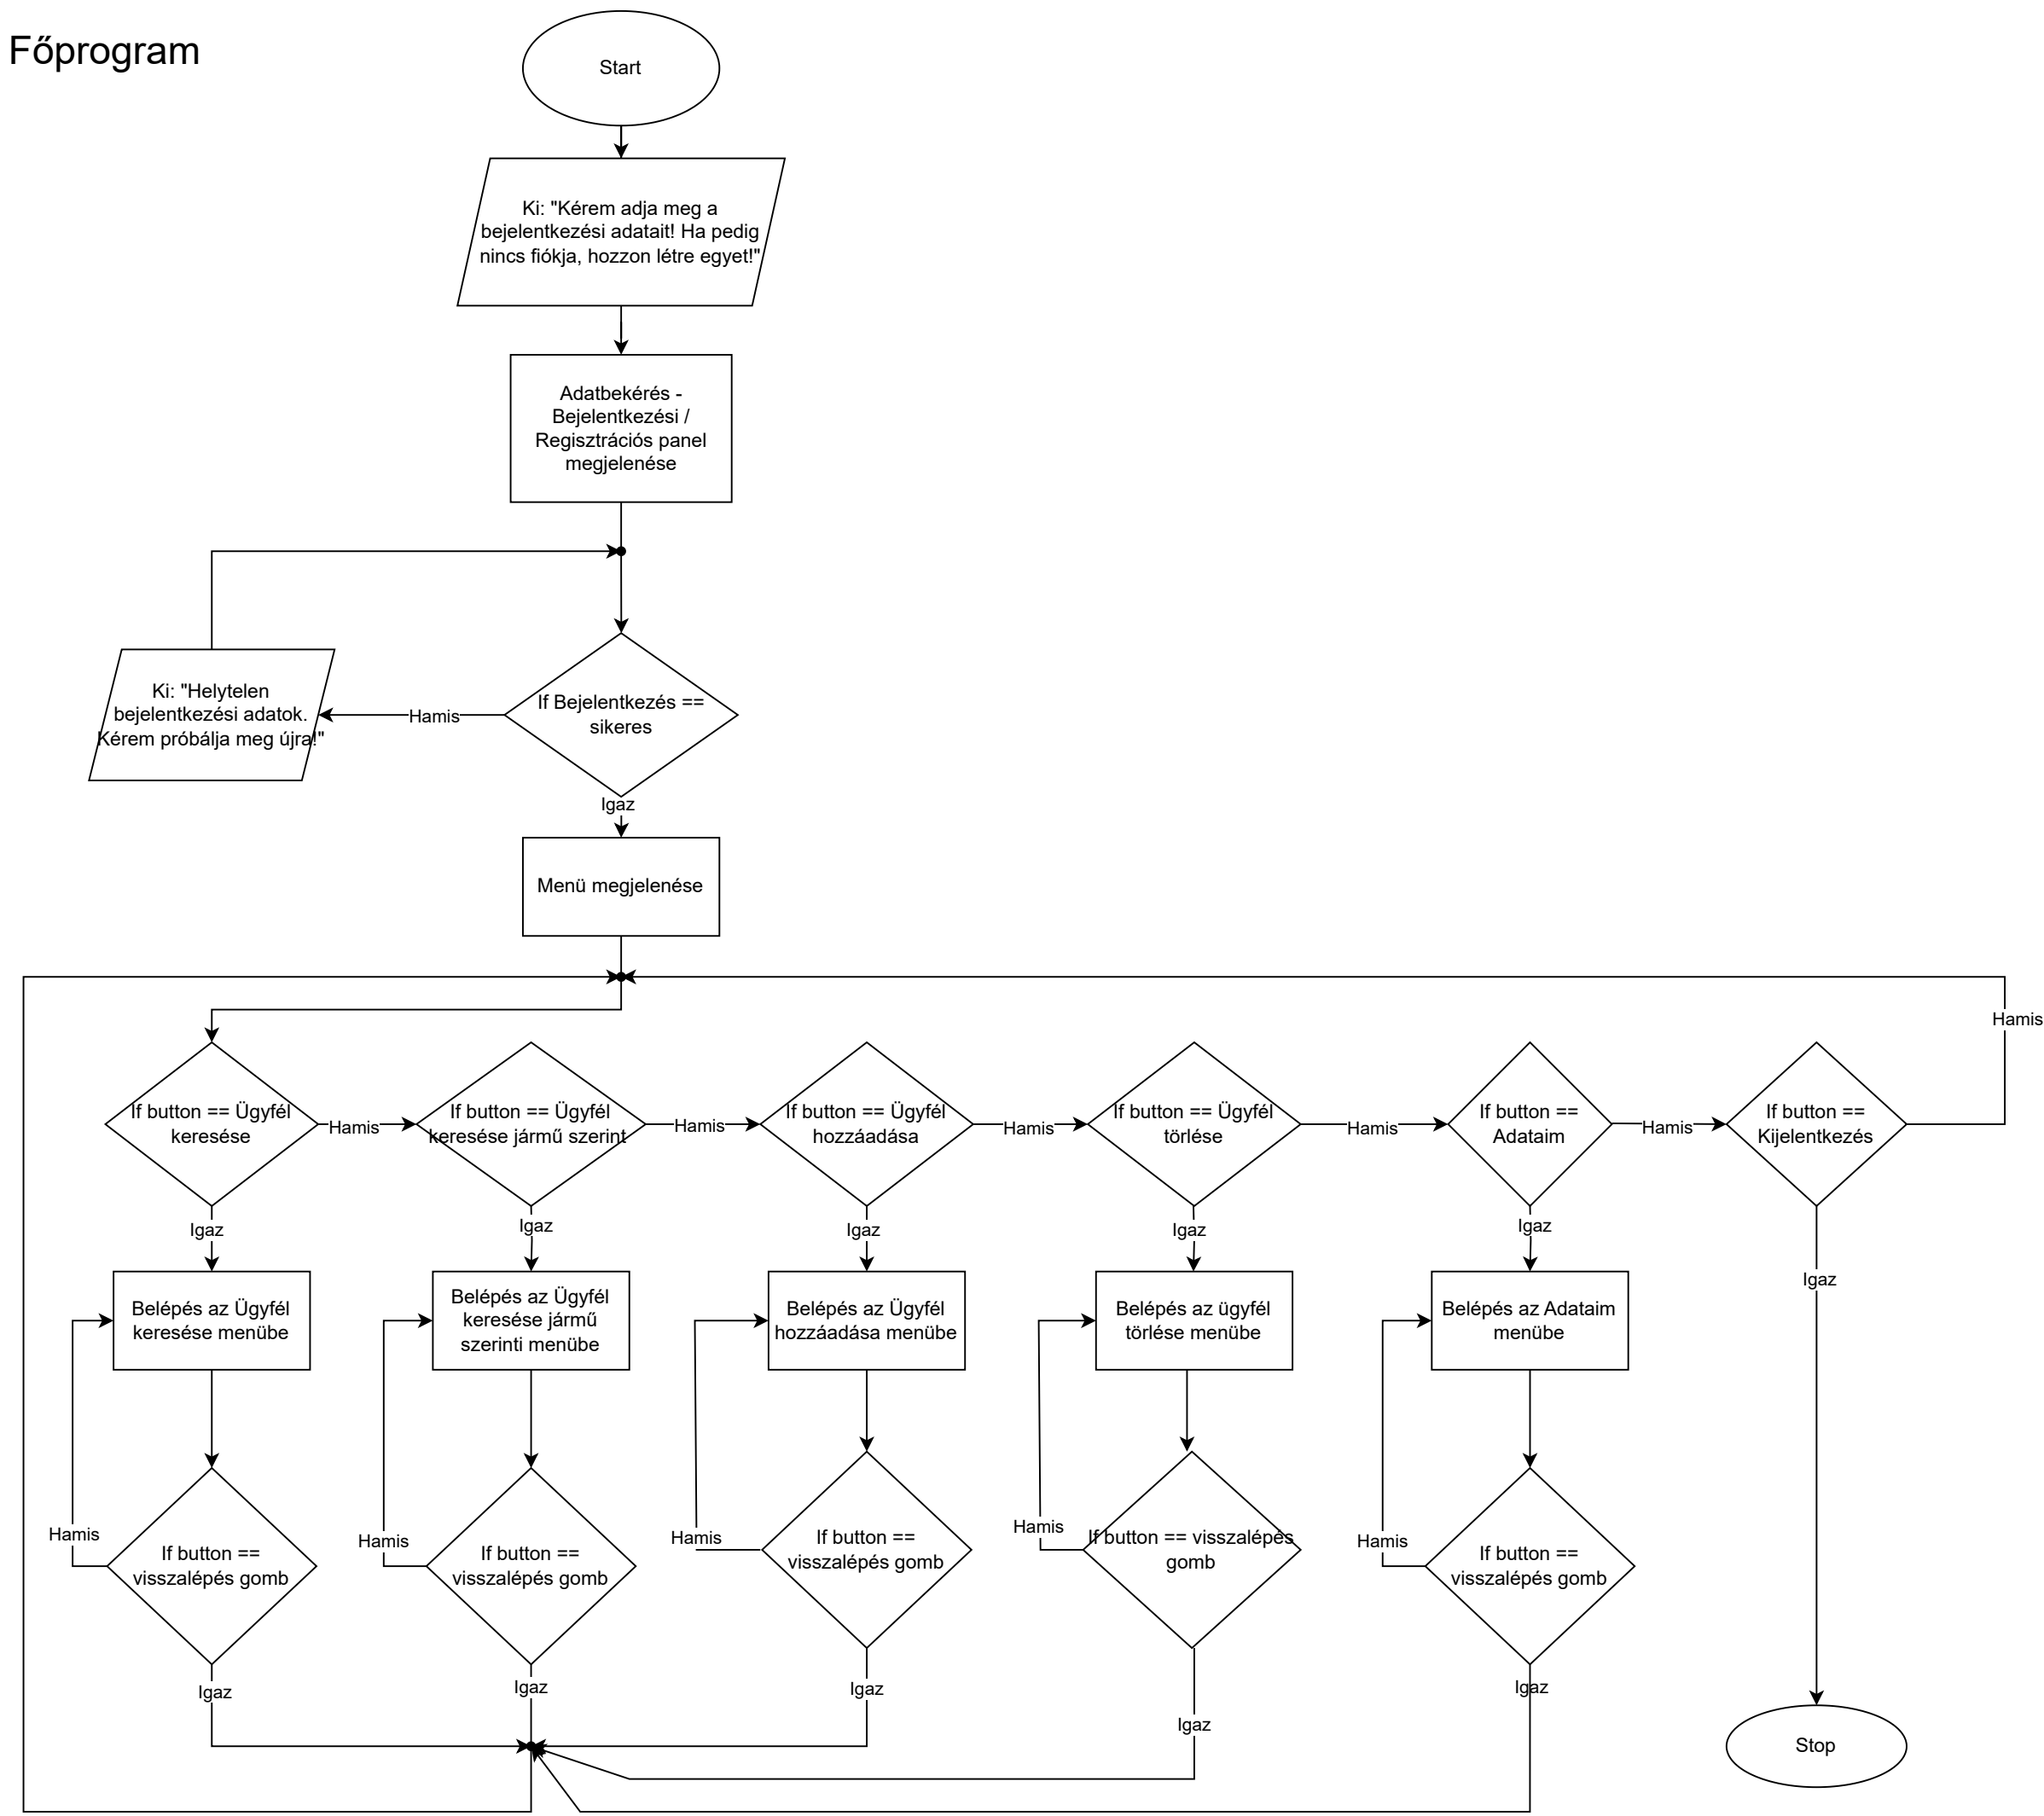 Főprogram
Start
Ki: "Kérem adja meg a
bejelentkezési adatait! Ha pedig
nincs fiókja, hozzon létre egyet!"
Adatbekérés -
Bejelentkezési /
Regisztrációs panel
megjelenése
Ki: "Helytelen
bejelentkezési adatok.
Kérem próbálja meg újra!"
Hamis
If Bejelentkezés ==
sikeres
Igaz
Menü megjelenése
Hamis
If button == Ügyfél
keresése
Hamis
If button == Ügyfél
keresése jármű szerint
Hamis
If button == Ügyfél
hozzáadása
Hamis
If button == Ügyfél
törlése
Hamis
If button ==
Adataim
Hamis
If button ==
Kijelentkezés
Igaz
Igaz
Igaz
Igaz
Igaz
Igaz
Belépés az Ügyfél
keresése menübe
Belépés az Ügyfél
keresése jármű
szerinti menübe
Belépés az Ügyfél
hozzáadása menübe
Belépés az ügyfél
törlése menübe
Belépés az Adataim
menübe
Hamis
If button ==
visszalépés gomb
Hamis
If button ==
visszalépés gomb
Hamis
If button ==
visszalépés gomb
Hamis
If button == visszalépés
gomb
Hamis
If button ==
visszalépés gomb
Igaz
Igaz
Igaz
Igaz
Igaz
Stop